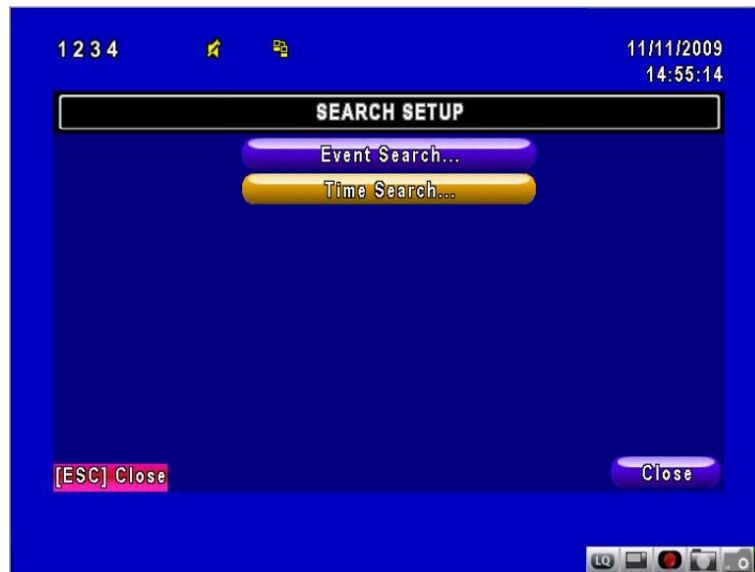 1234
11/11/2009
14:55:14
SEARCH SETUP
Event Search...
Time Search...
[ESC] Close
Close
LQ